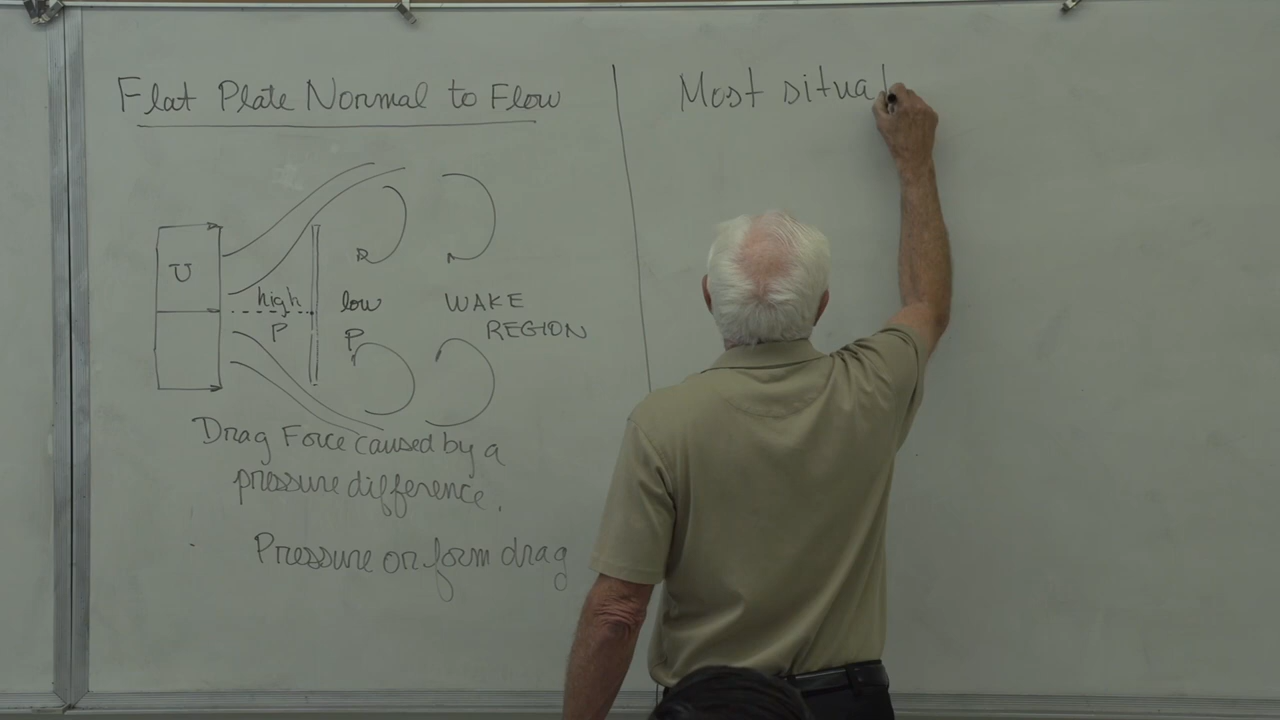 Flat Plate Normal to Flow
U
high
P
low
P
WAKE
REGION
Drag Force caused by a
pressure difference.
Pressure or form drag
Most situat